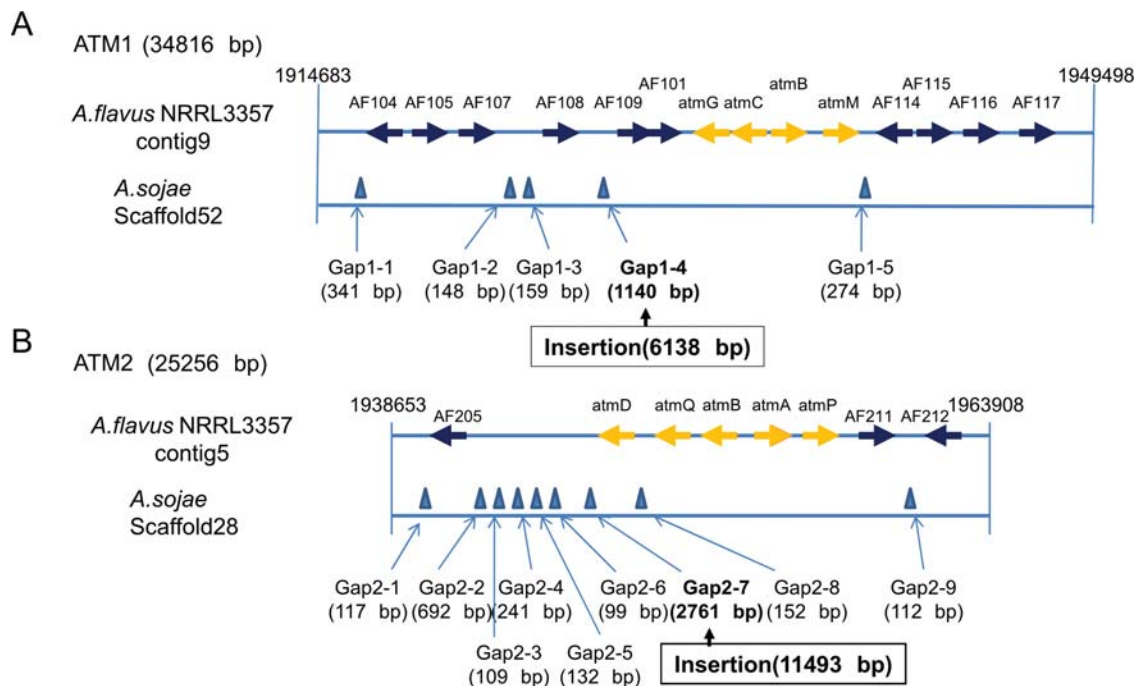 A
ATM1 (34816 bp)
1914683
1949498
AF101
atmB
AF115
AF104 AF105 AF107 AF108 AF109 atmG atmC atmM AF114 AF116 AF117
A.flavus NRRL3357
contig9
A.sojae
Scaffold52
Gap1-1 Gap1-2 Gap1-3 Gap1-4 Gap1-5
(341 bp) (148 bp) (159 bp) (1140 bp) (274 bp)
Insertion(6138 bp)
B
ATM2 (25256 bp)
1938653
1963908
AF205 atmD atmQ atmB atmA atmP AF211 AF212
A.flavus NRRL3357
contig5
A.sojae
Scaffold28
Gap2-1 Gap2-2 Gap2-4 Gap2-6 Gap2-7 Gap2-8 Gap2-9
(117 bp) (692 bp) (241 bp) (99 bp) (2761 bp) (152 bp) (112 bp)
Gap2-3 Gap2-5
(109 bp) (132 bp)
Insertion(11493 bp)